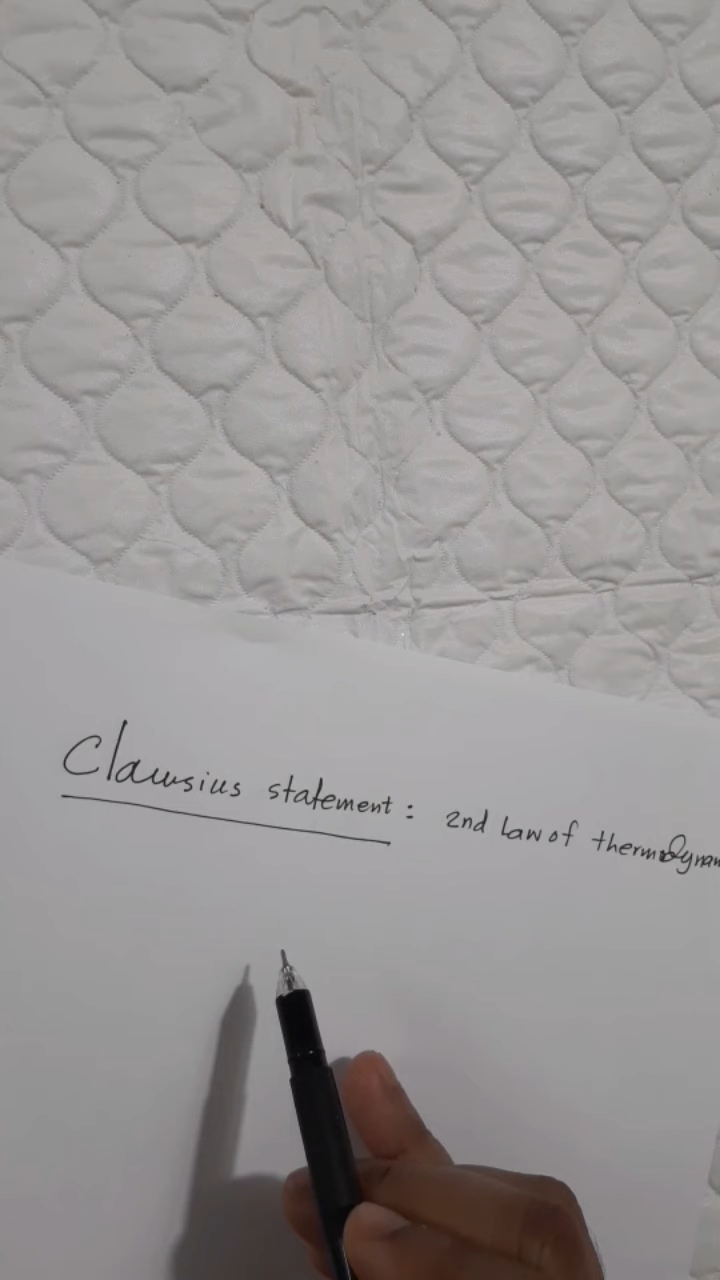 Clausius statement : 2nd Law of thermodynam